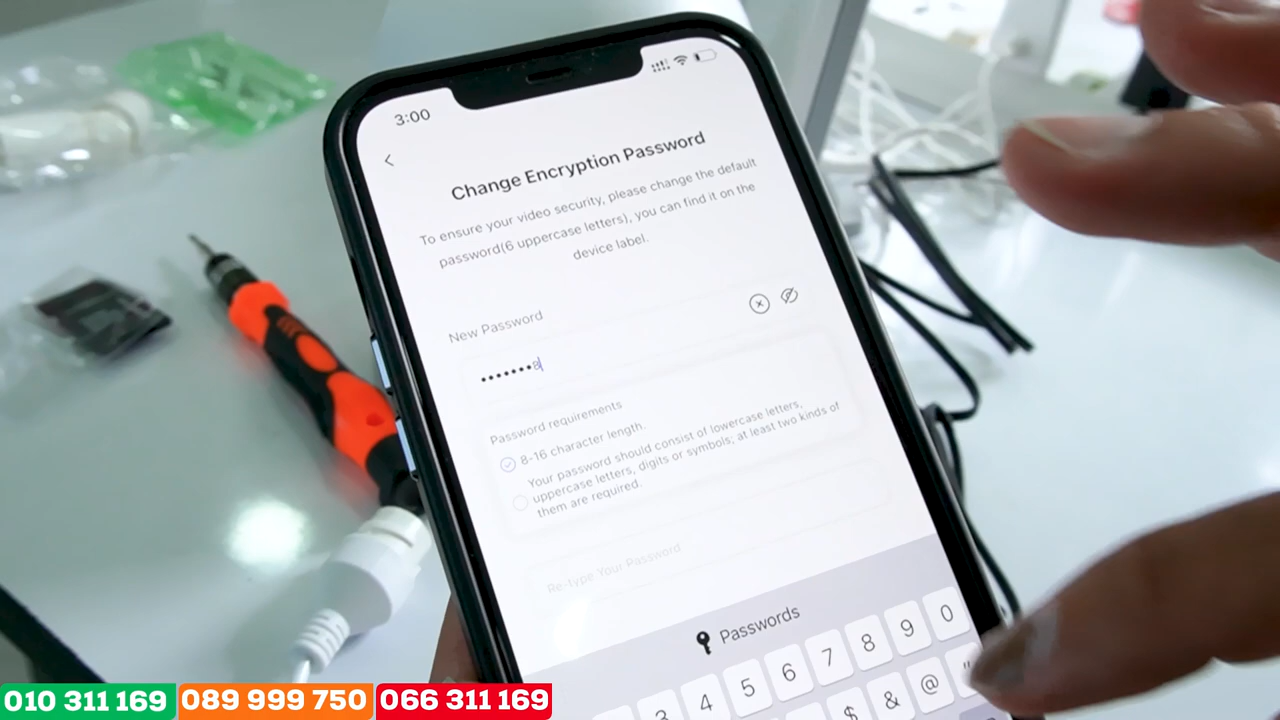 3:00
Change Encryption Password
To ensure your video security, please change the default
password(6 uppercase letters), you can find it on the
device label.
New Password
•••••••8
Password requirements
8-16 character length.
Your password should consist of lowercase letters,
uppercase letters, digits or symbols; at least two kinds of
them are required.
Re-type Your Password
Passwords
3 4 5 6 7 8 9 0
$ & @ "
010 311 169 089 999 750 066 311 169